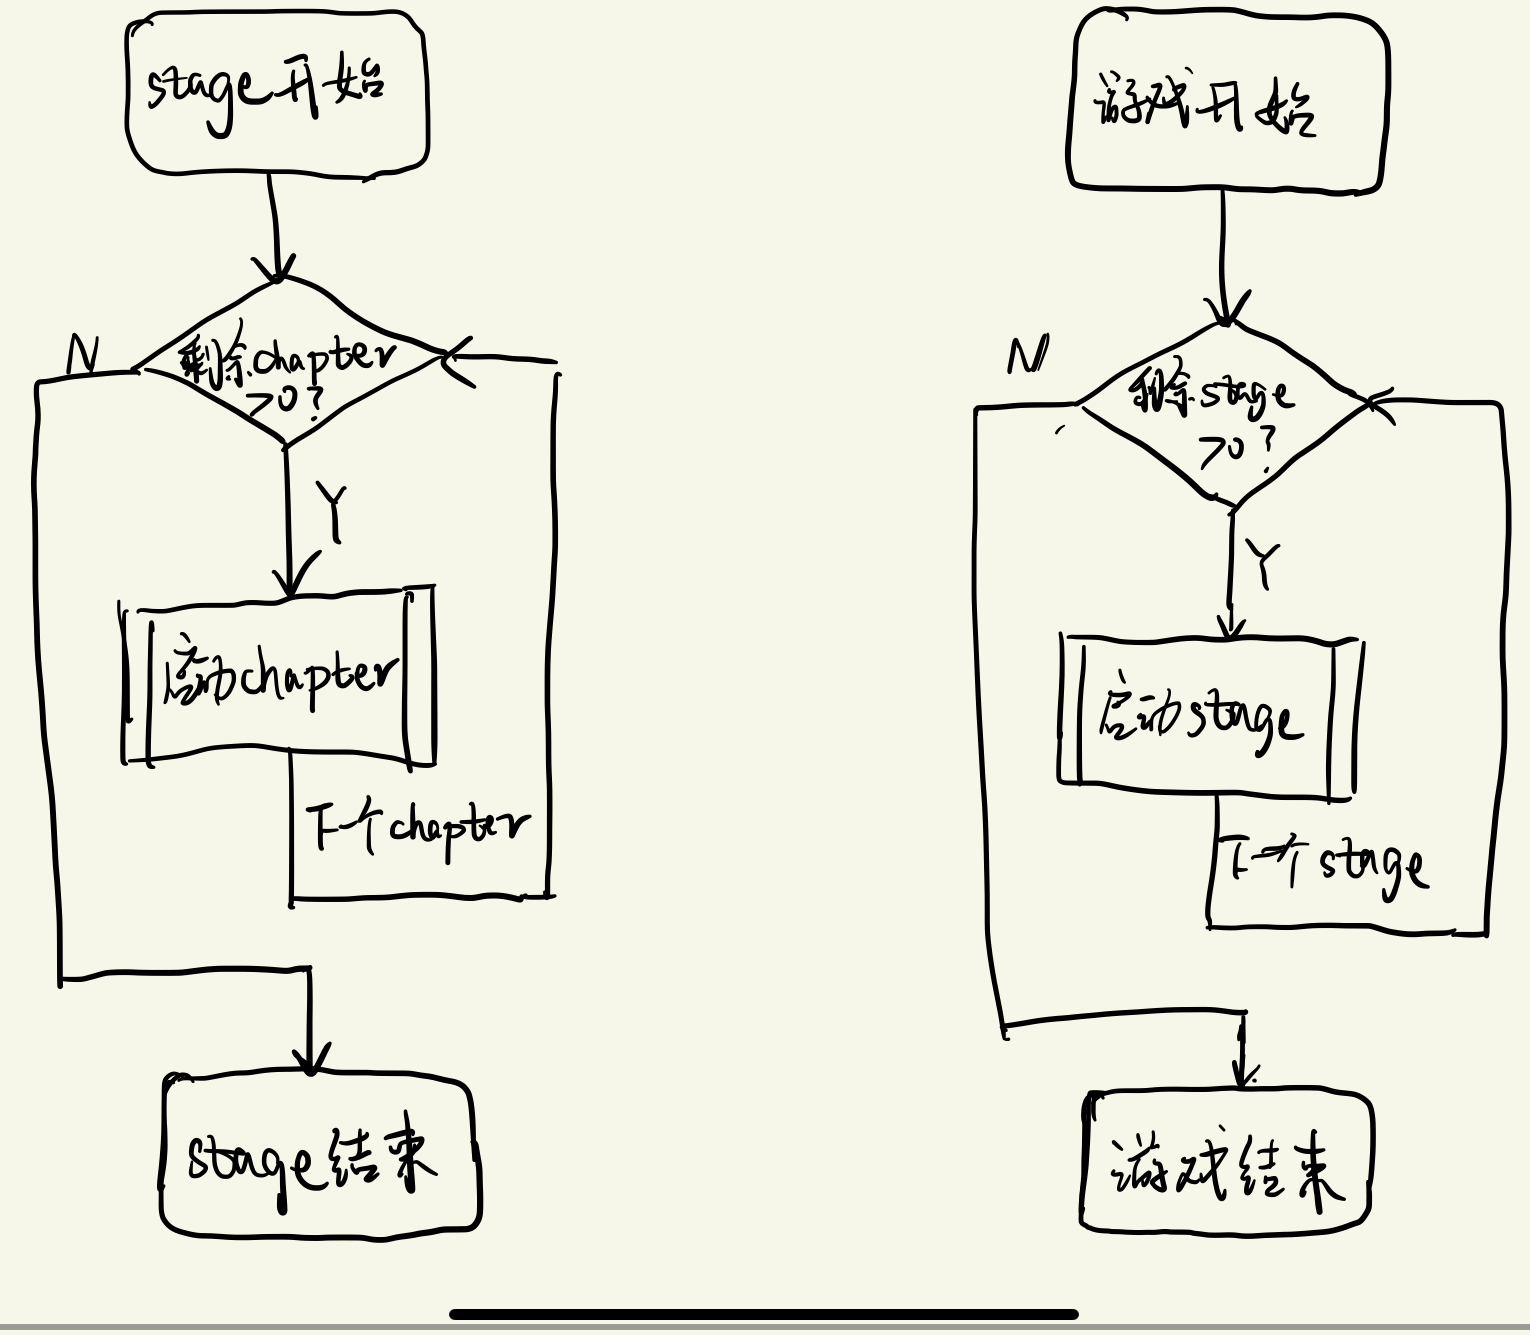 stage开始
N
剩余chapter
>0?
Y
启动chapter
下一个chapter
stage结束
游戏开始
N
剩余stage
>0?
Y
启动stage
下一个stage
游戏结束